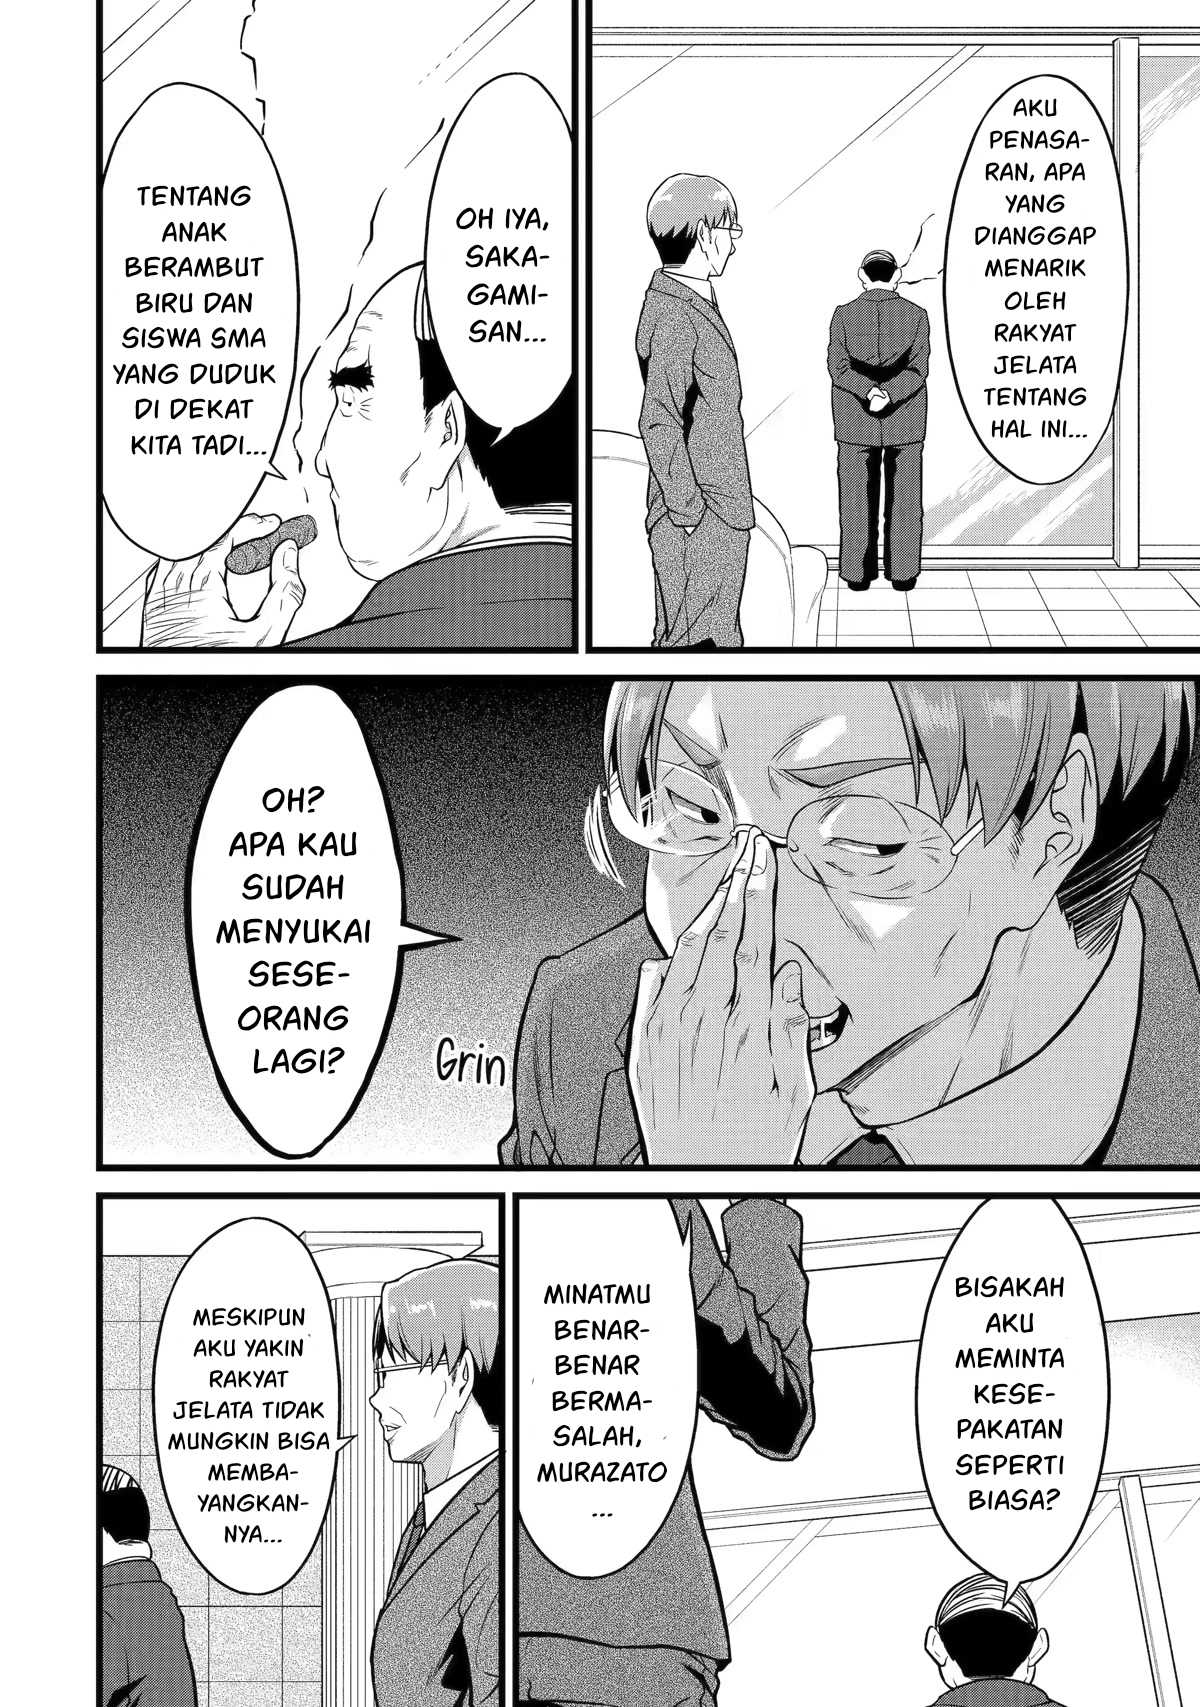 AKU
PENASA-
RAN, APA
YANG
DIANGGAP
MENARIK
OLEH
RAKYAT
JELATA
TENTANG
HAL INI...
OH IYA,
SAKA-
GAMI-
SAN...
TENTANG
ANAK
BERAMBUT
BIRU DAN
SISWA SMA
YANG DUDUK
DI DEKAT
KITA TADI...
OH?
APA KAU
SUDAH
MENYUKAI
SESE-
ORANG
LAGI?
Grin
BISAKAH
AKU
MEMINTA
KESE-
PAKATAN
SEPERTI
BIASA?
MINATMU
BENAR-
BENAR
BERMA-
SALAH,
MURAZATO
...
MESKIPUN
AKU YAKIN
RAKYAT
JELATA TIDAK
MUNGKIN BISA
MEMBA-
YANGKAN-
NYA...